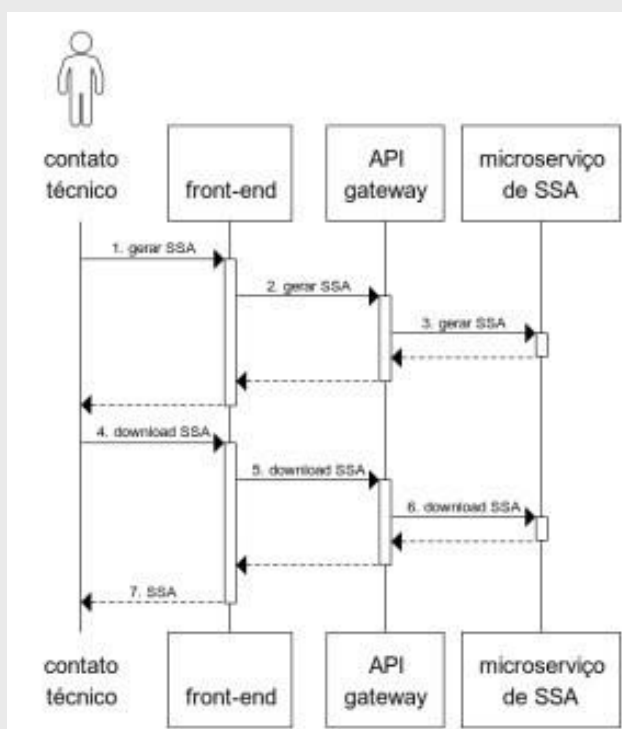 contato
técnico
front-end
API
gateway
microserviço
de SSA
1. gerar SSA
2. gerar SSA
3. gerar SSA
4. download SSA
5. download SSA
6. download SSA
7. SSA
contato
técnico
front-end
API
gateway
microserviço
de SSA